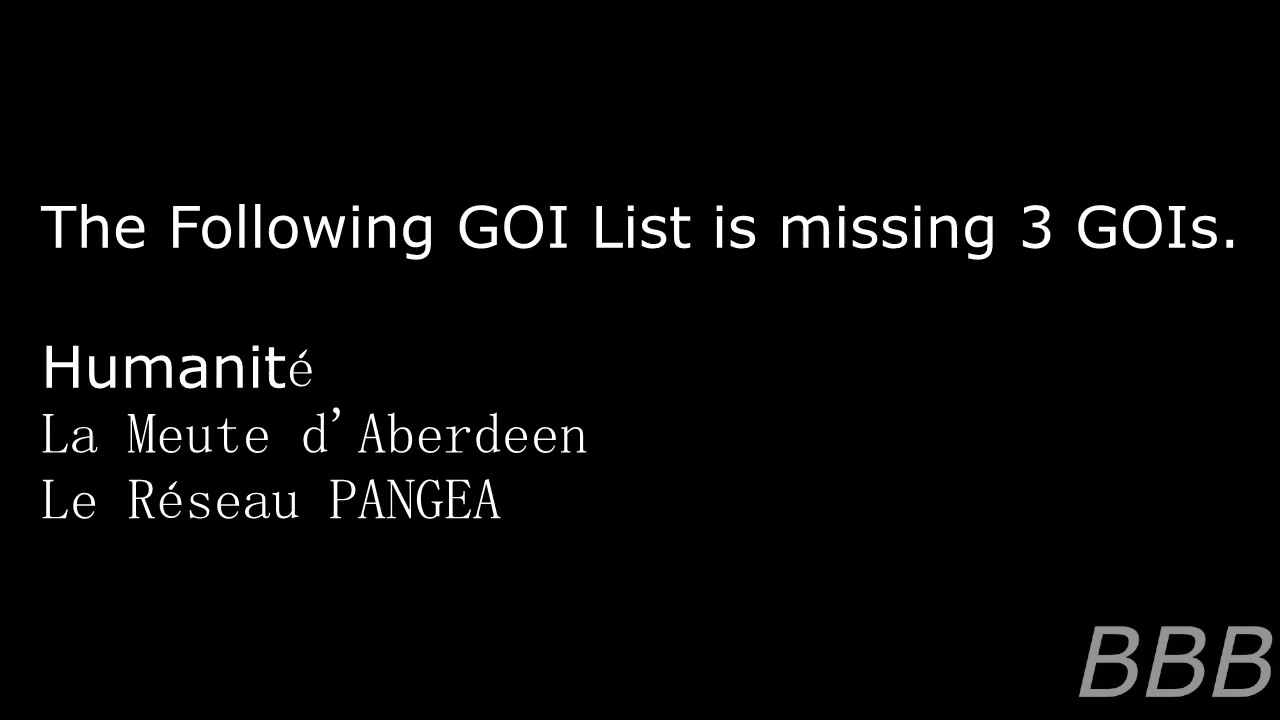 The Following GOI List is missing 3 GOIs.
Humanité
La Meute d'Aberdeen
Le Réseau PANGEA
BBB